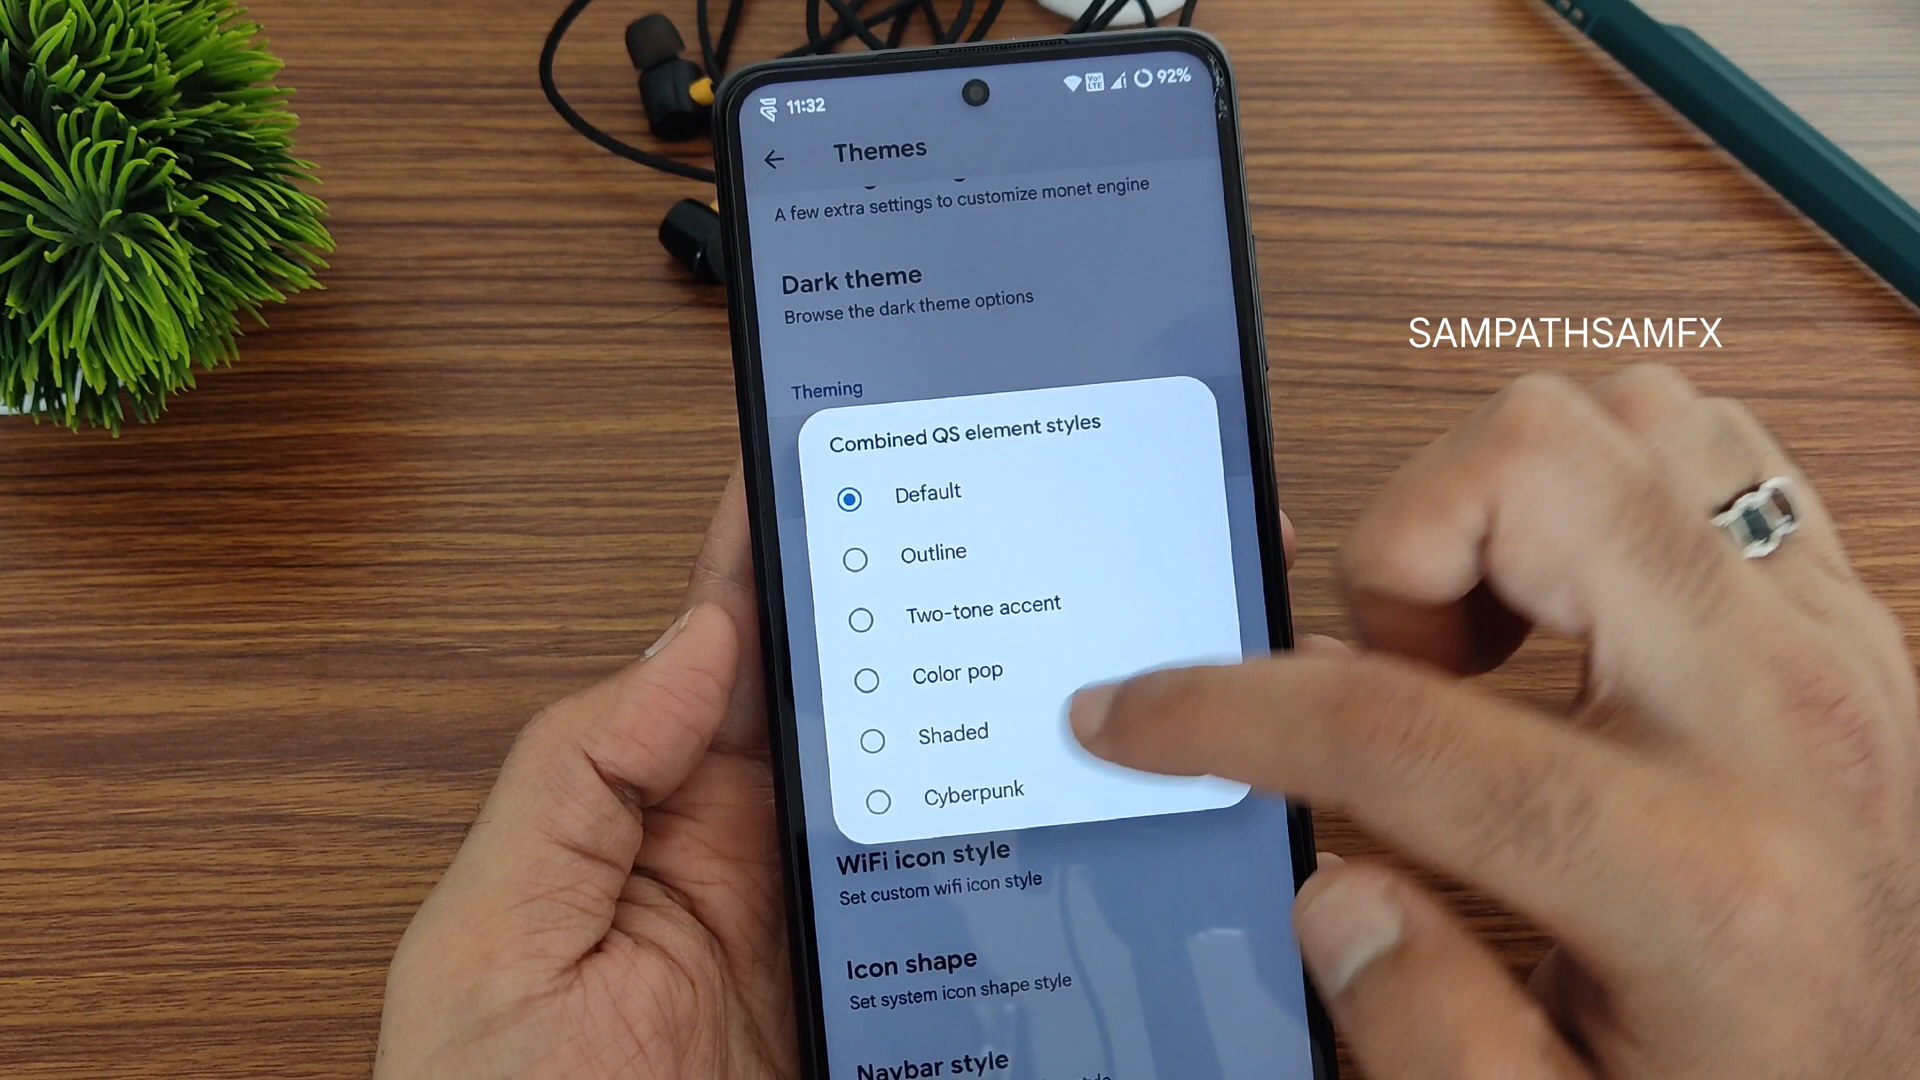 11:32
Vo LTE
92%
Themes
A few extra settings to customize monet engine
Dark theme
Browse the dark theme options
Theming
SAMPATHSAMFX
Combined QS element styles
Default
Outline
Two-tone accent
Color pop
Shaded
Cyberpunk
WiFi icon style
Set custom wifi icon style
Icon shape
Set system icon shape style
Navbar style